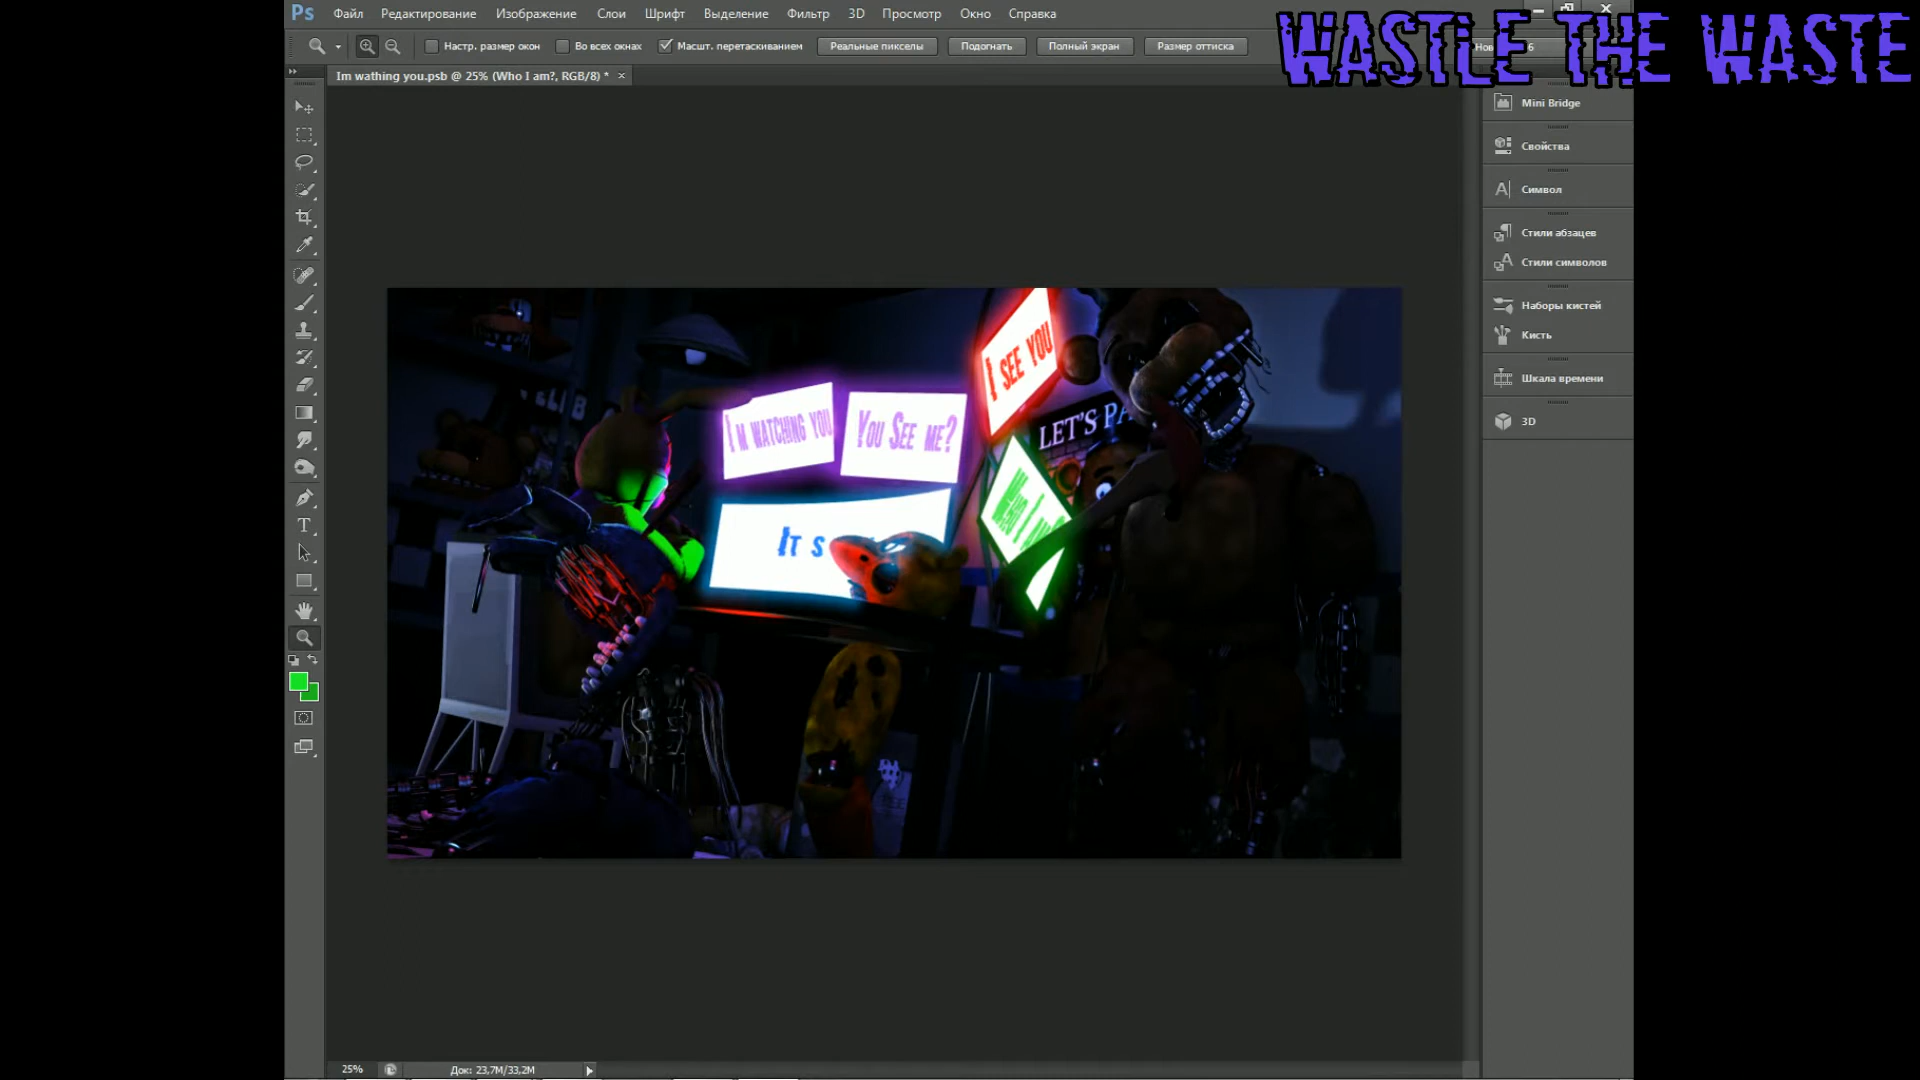 Ps Файл Редактирование Изображение Слои Шрифт Выделение Фильтр 3D Просмотр Окно Справка
WASTLE THE WASTE
Настр. размер окон Во всех окнах Масшт. перетаскиванием Реальные пикселы Подогнать Полный экран Размер оттиска
Im wathing you.psb @ 25% (Who I am?, RGB/8) *
Mini Bridge
Свойства
Символ
Стили абзацев
Стили символов
Наборы кистей
Кисть
Шкала времени
3D
I SEE YOU
IM WATCHING YOU
YOU SEE ME?
LET'S PA
IT S
25% Док: 23,7M/33,2M